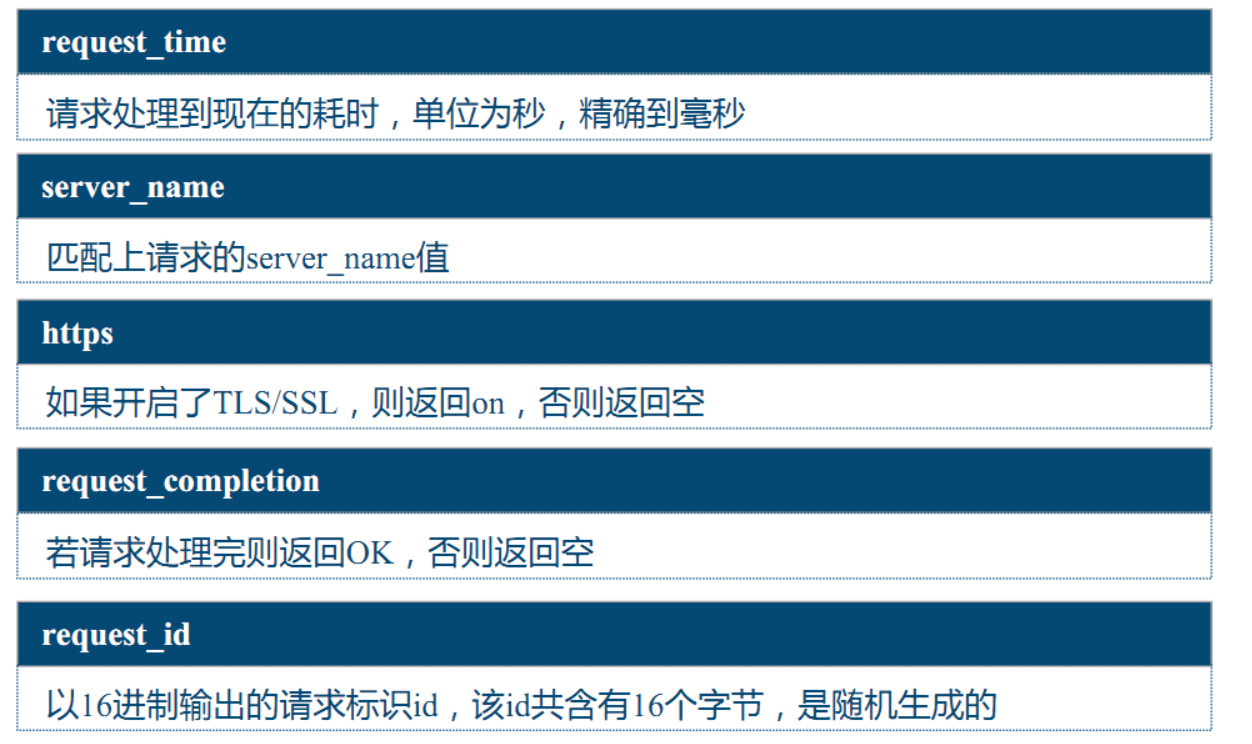 request_time
请求处理到现在的耗时，单位为秒，精确到毫秒
server_name
匹配上请求的server_name值
https
如果开启了TLS/SSL，则返回on，否则返回空
request_completion
若请求处理完则返回OK，否则返回空
request_id
以16进制输出的请求标识id，该id共含有16个字节，是随机生成的